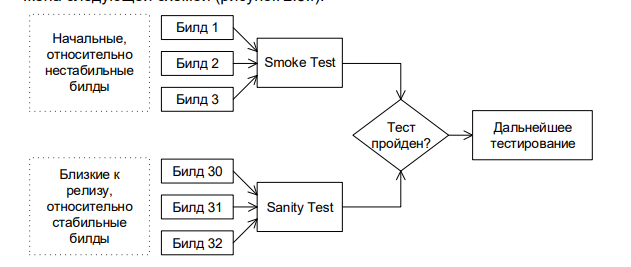 Билд 1
Начальные,
относительно
нестабильные
билды
Билд 2
Smoke Test
Билд 3
Тест
пройден?
Дальнейшее
тестирование
Близкие к
релизу,
относительно
стабильные
билды
Билд 30
Билд 31
Sanity Test
Билд 32